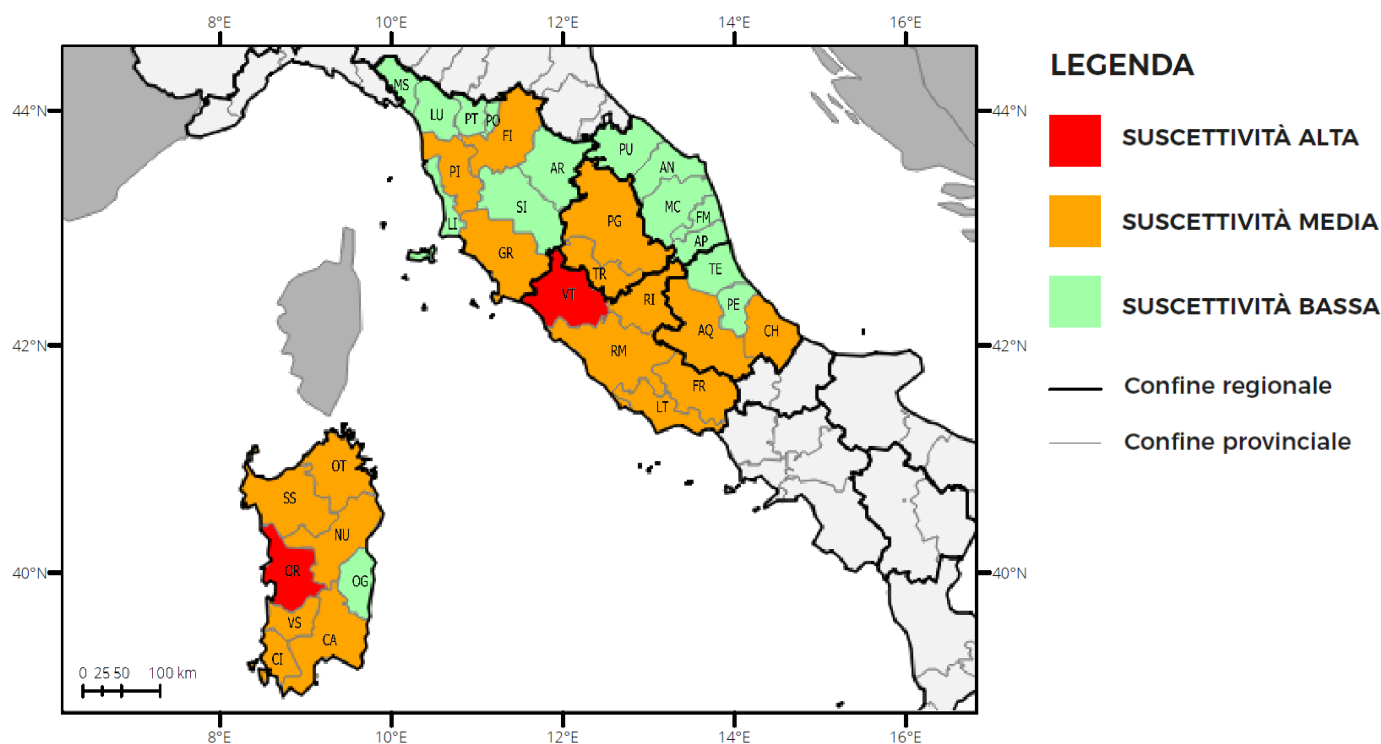 8°E 10°E 12°E 14°E 16°E
LEGENDA
SUSCETTIVITÀ ALTA
SUSCETTIVITÀ MEDIA
SUSCETTIVITÀ BASSA
Confine regionale
Confine provinciale
44°N 44°N
42°N 42°N
40°N 40°N
MS
LU PT PO
FI
PU
AN
AR
PI
SI
MC
FM
LI
PG
AP
GR
TE
TR
VT
RI
PE
AQ
CH
RM
FR
LT
OT
SS
NU
OR
OG
VS
CA
CI
0 25 50 100 km
8°E 10°E 12°E 14°E 16°E